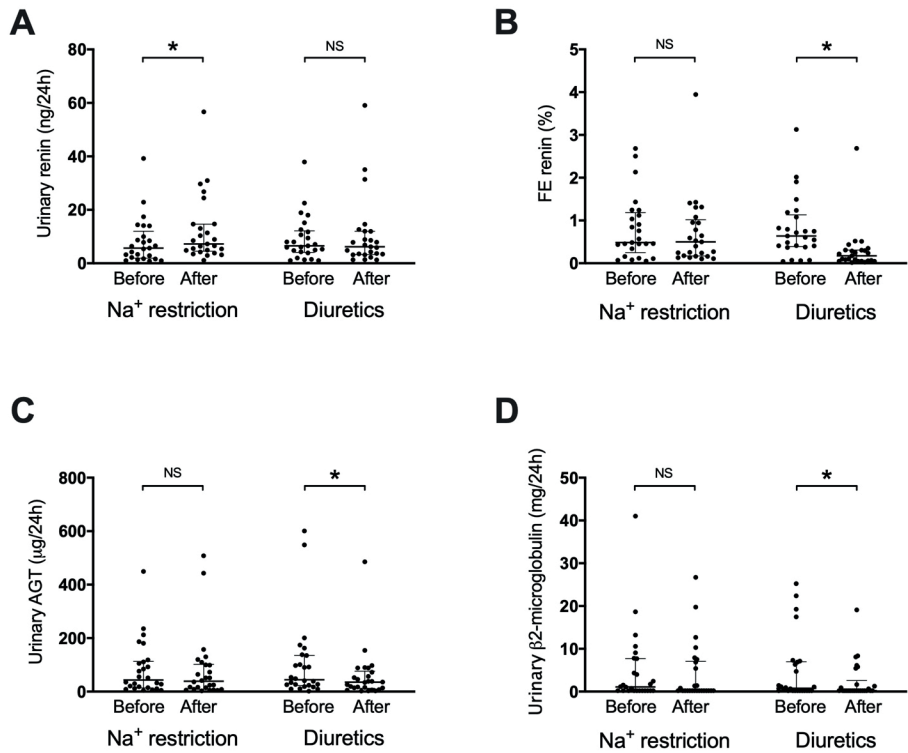 A
Urinary renin (ng/24h)
80
60
40
20
0
*
NS
Before After Before After
Na⁺ restriction Diuretics
B
FE renin (%)
5
4
3
2
1
0
NS
*
Before After Before After
Na⁺ restriction Diuretics
C
Urinary AGT (µg/24h)
800
600
400
200
0
NS
*
Before After Before After
Na⁺ restriction Diuretics
D
Urinary β2-microglobulin (mg/24h)
50
40
30
20
10
0
NS
*
Before After Before After
Na⁺ restriction Diuretics